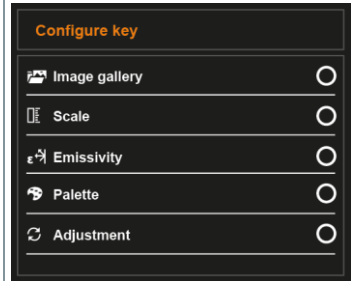 Configure key
Image gallery
Scale
ε Emissivity
Palette
Adjustment